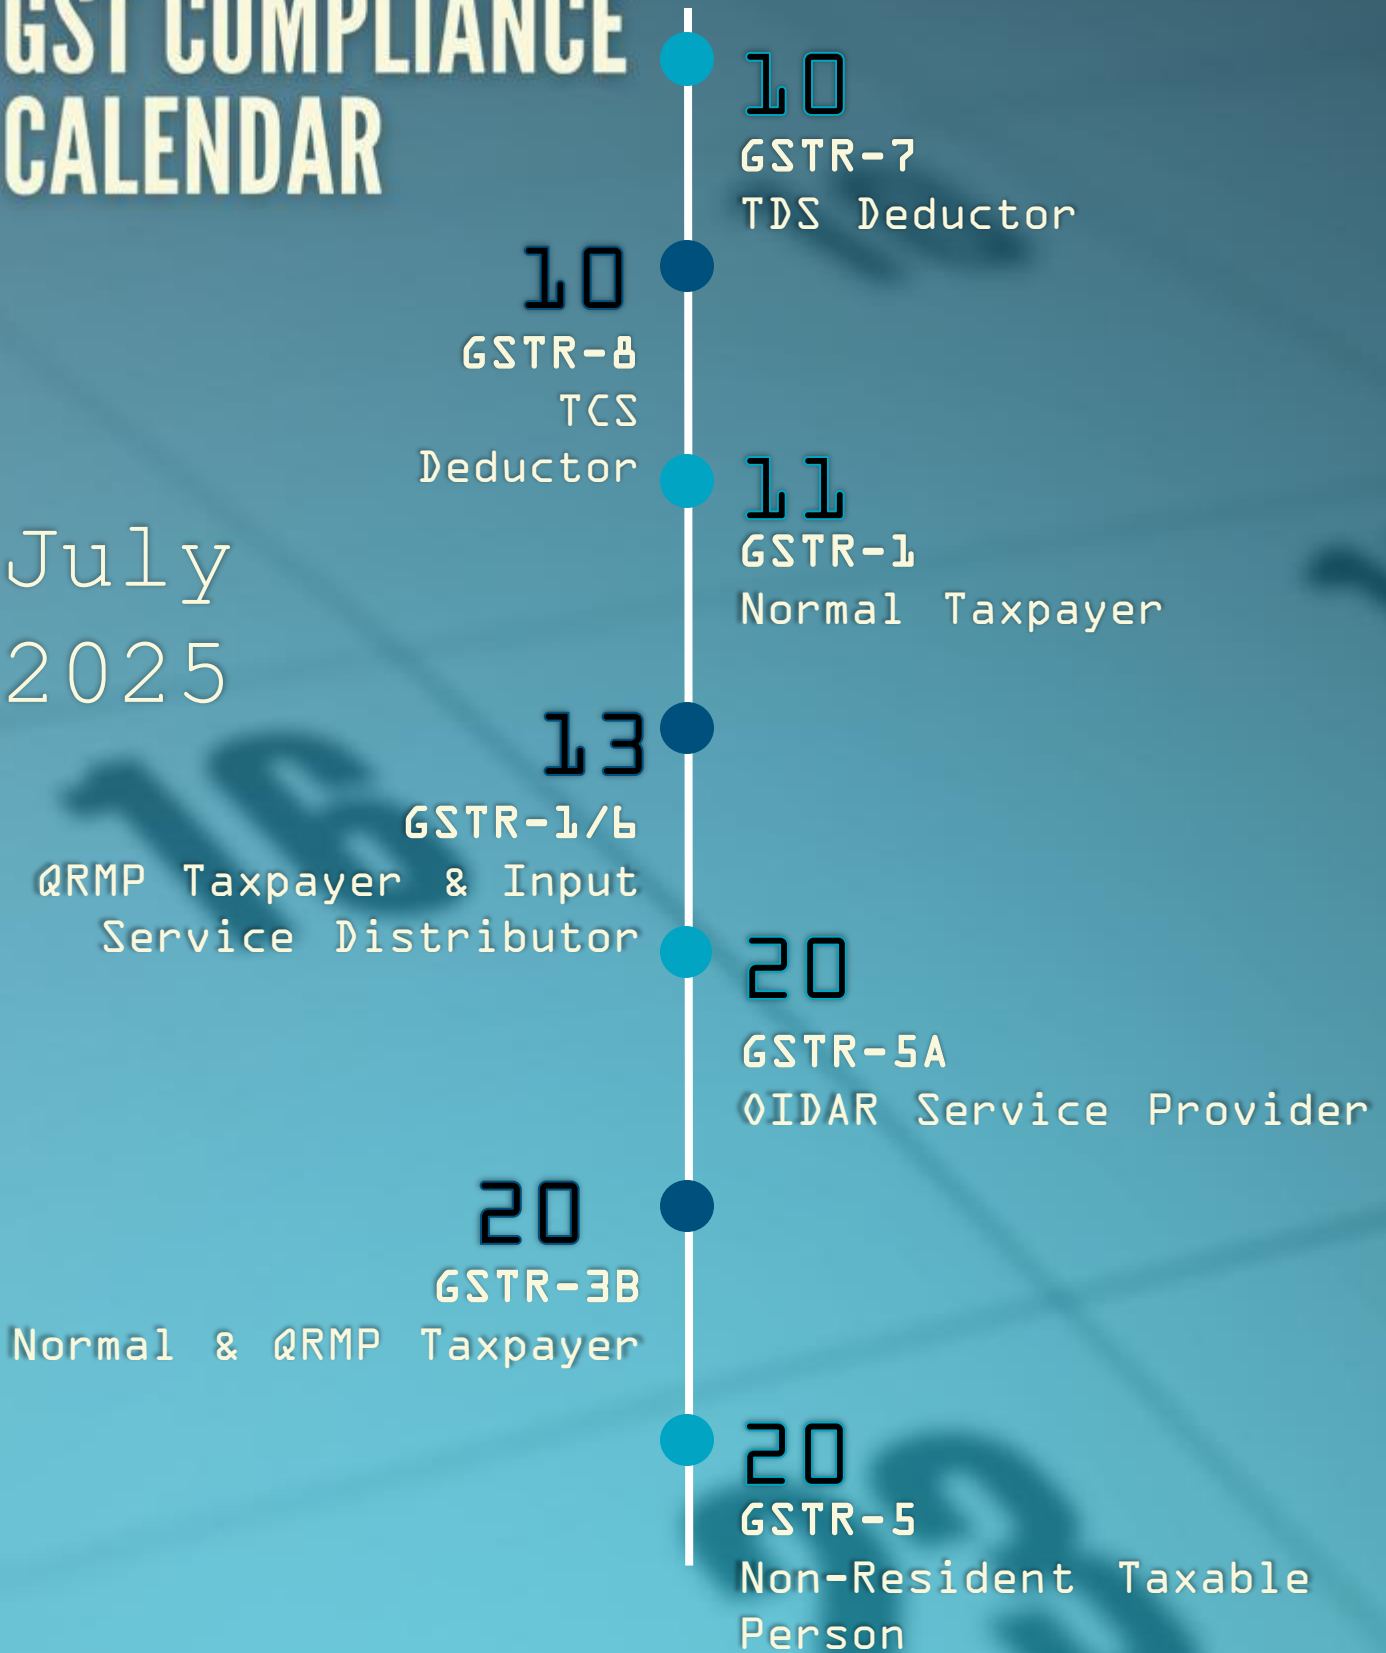 GST COMPLIANCE
CALENDAR
July
2025
10
GSTR-7
TDS Deductor
10
GSTR-8
TCS
Deductor
11
GSTR-1
Normal Taxpayer
13
GSTR-1/6
QRMP Taxpayer & Input
Service Distributor
20
GSTR-5A
OIDAR Service Provider
20
GSTR-3B
Normal & QRMP Taxpayer
20
GSTR-5
Non-Resident Taxable
Person
16
23